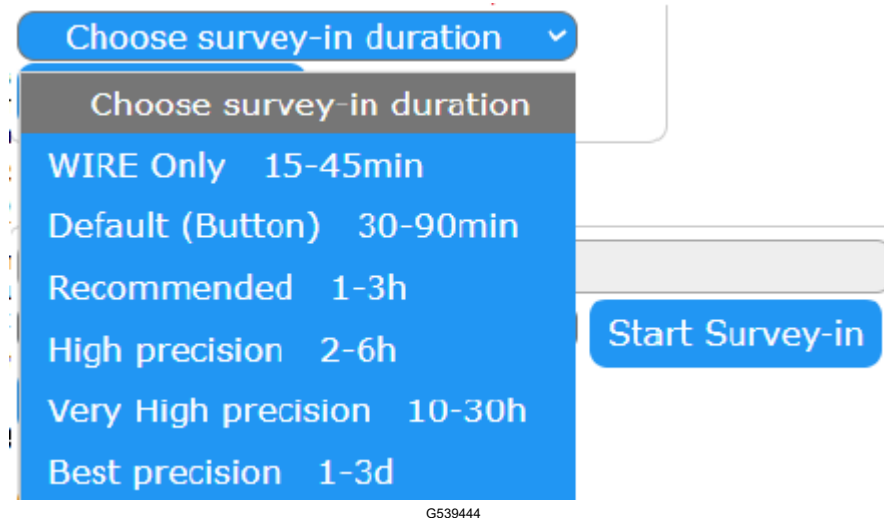 Choose survey-in duration
Choose survey-in duration
WIRE Only 15-45min
Default (Button) 30-90min
Recommended 1-3h
High precision 2-6h
Start Survey-in
Very High precision 10-30h
Best precision 1-3d
G539444